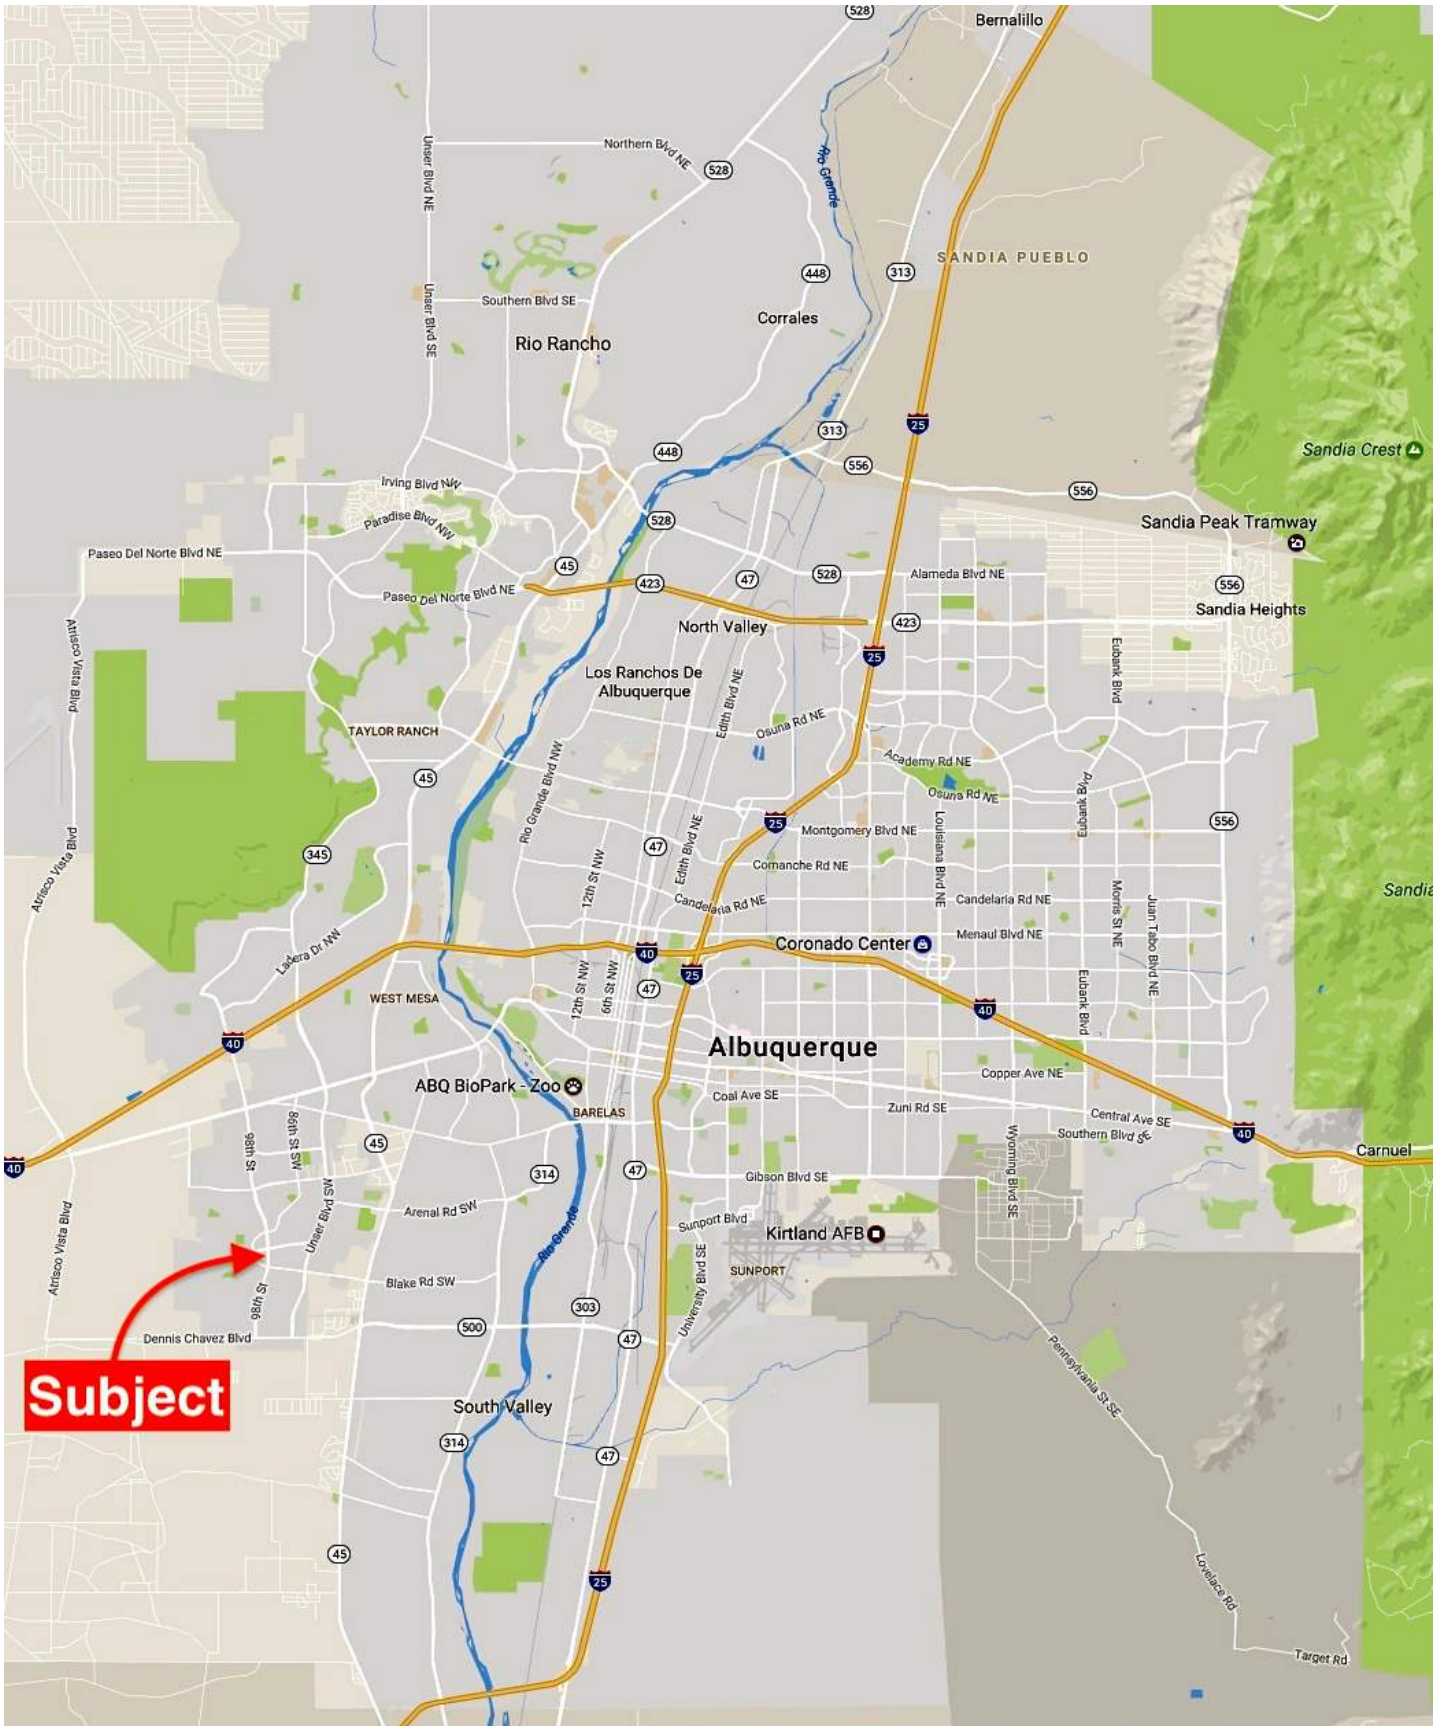 528
Bernalillo
Unser Blvd NE
Northern Blvd NE
528
Rio Grande
SANDIA PUEBLO
448
313
Unser Blvd SE
Southern Blvd SE
Corrales
Rio Rancho
25
313
448
Sandia Crest
556
Irving Blvd NW
556
Paradise Blvd NW
528
Sandia Peak Tramway
Paseo Del Norte Blvd NE
45
423
47
528
Alameda Blvd NE
556
Paseo Del Norte Blvd NE
Sandia Heights
North Valley
423
Atrisco Vista Blvd
25
Eubank Blvd
Los Ranchos De
Albuquerque
Edith Blvd NE
Osuna Rd NE
TAYLOR RANCH
Academy Rd NE
45
Rio Grande Blvd NW
Osuna Rd NE
Eubank Blvd
25
Montgomery Blvd NE
556
Louisiana Blvd NE
345
47
Edith Blvd NE
Comanche Rd NE
Atrisco Vista Blvd
12th St NW
Candelaria Rd NE
Candelaria Rd NE
Morris St NE
Juan Tabo Blvd NE
Sandia
Menaul Blvd NE
Ladera Dr NW
Coronado Center
40
25
12th St NW
6th St NW
47
WEST MESA
Eubank Blvd
40
40
Albuquerque
Copper Ave NE
ABQ BioPark - Zoo
Coal Ave SE
BARELAS
Zuni Rd SE
Central Ave SE
Southern Blvd SE
40
98th St
86th St SW
45
Wyoming Blvd SE
Carnuel
40
314
47
Gibson Blvd SE
Unser Blvd SW
Arenal Rd SW
Atrisco Vista Blvd
Rio Grande
Sunport Blvd
Kirtland AFB
University Blvd SE
SUNPORT
98th St
Blake Rd SW
303
500
47
Dennis Chavez Blvd
Pennsylvania St SE
Subject
South Valley
314
47
45
25
Lovelace Rd
Target Rd